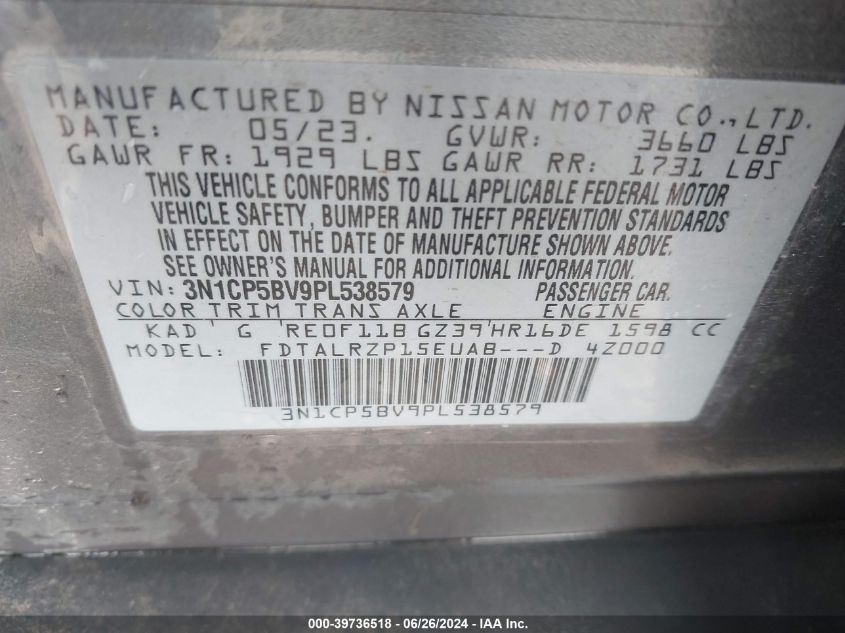 MANUFACTURED BY NISSAN MOTOR CO., LTD.
DATE: 05/23. GVWR: 3660 LBS
GAWR FR: 1929 LBS GAWR RR: 1731 LBS
THIS VEHICLE CONFORMS TO ALL APPLICABLE FEDERAL MOTOR
VEHICLE SAFETY, BUMPER AND THEFT PREVENTION STANDARDS
IN EFFECT ON THE DATE OF MANUFACTURE SHOWN ABOVE.
SEE OWNER'S MANUAL FOR ADDITIONAL INFORMATION.
VIN: 3N1CP5BV9PL538579 PASSENGER CAR.
COLOR TRIM TRANS AXLE ENGINE
KAD G 'RE0F11B GZ39'HR16DE 1598 CC
MODEL: FDTALRZP15EUAB---D 4Z000
3N1CP5BV9PL538579
000-39736518 - 06/26/2024 - IAA Inc.